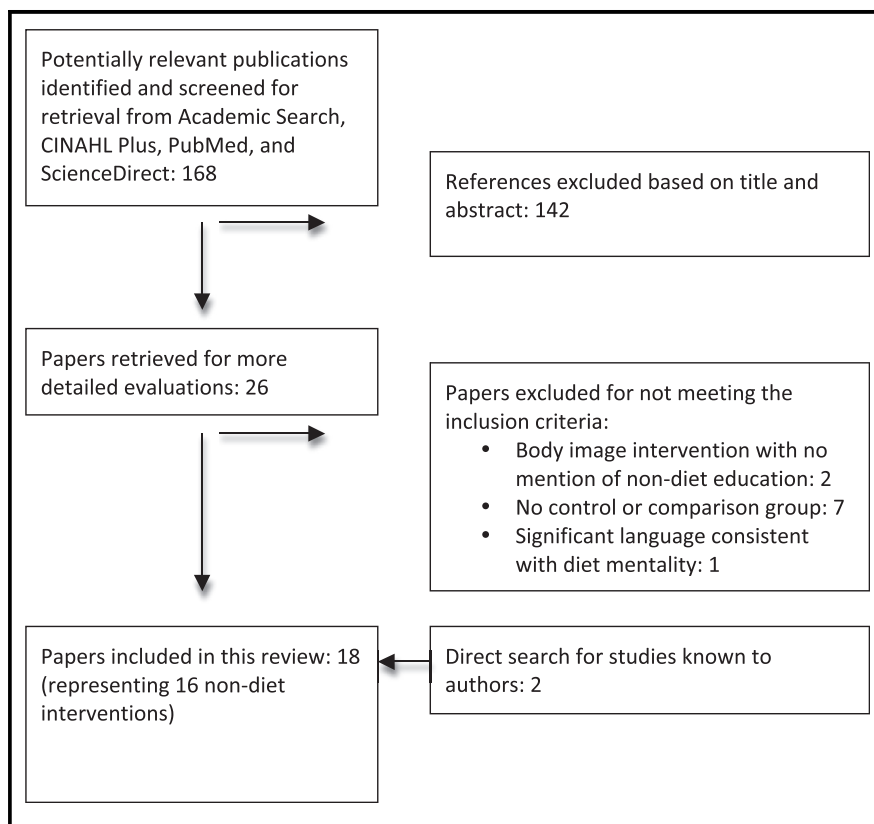 Potentially relevant publications
identified and screened for
retrieval from Academic Search,
CINAHL Plus, PubMed, and
ScienceDirect: 168
References excluded based on title and
abstract: 142
Papers retrieved for more
detailed evaluations: 26
Papers excluded for not meeting the
inclusion criteria:
• Body image intervention with no
mention of non-diet education: 2
• No control or comparison group: 7
• Significant language consistent
with diet mentality: 1
Papers included in this review: 18
(representing 16 non-diet
interventions)
Direct search for studies known to
authors: 2